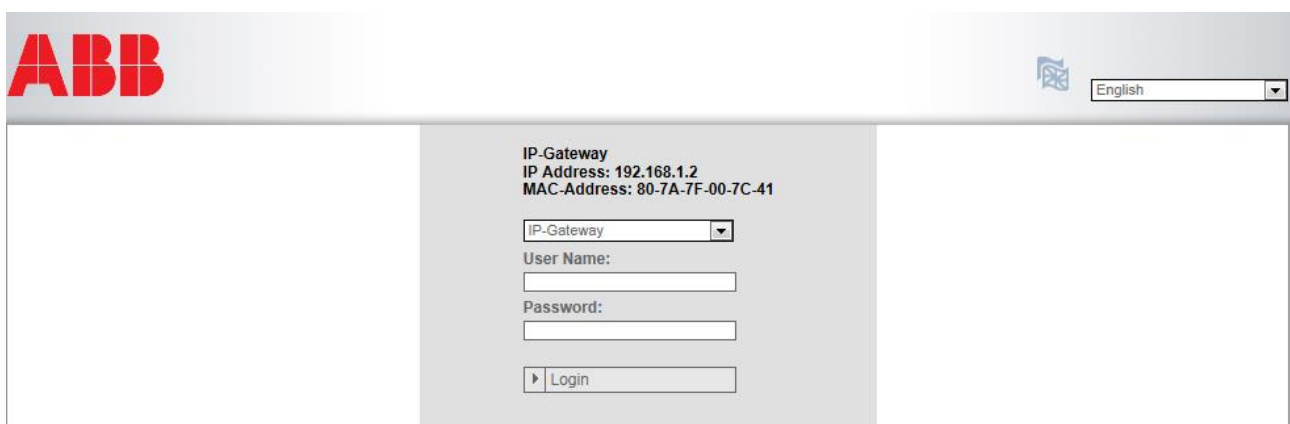 ABB
English
IP-Gateway
IP Address: 192.168.1.2
MAC-Address: 80-7A-7F-00-7C-41
IP-Gateway
User Name:
Password:
Login